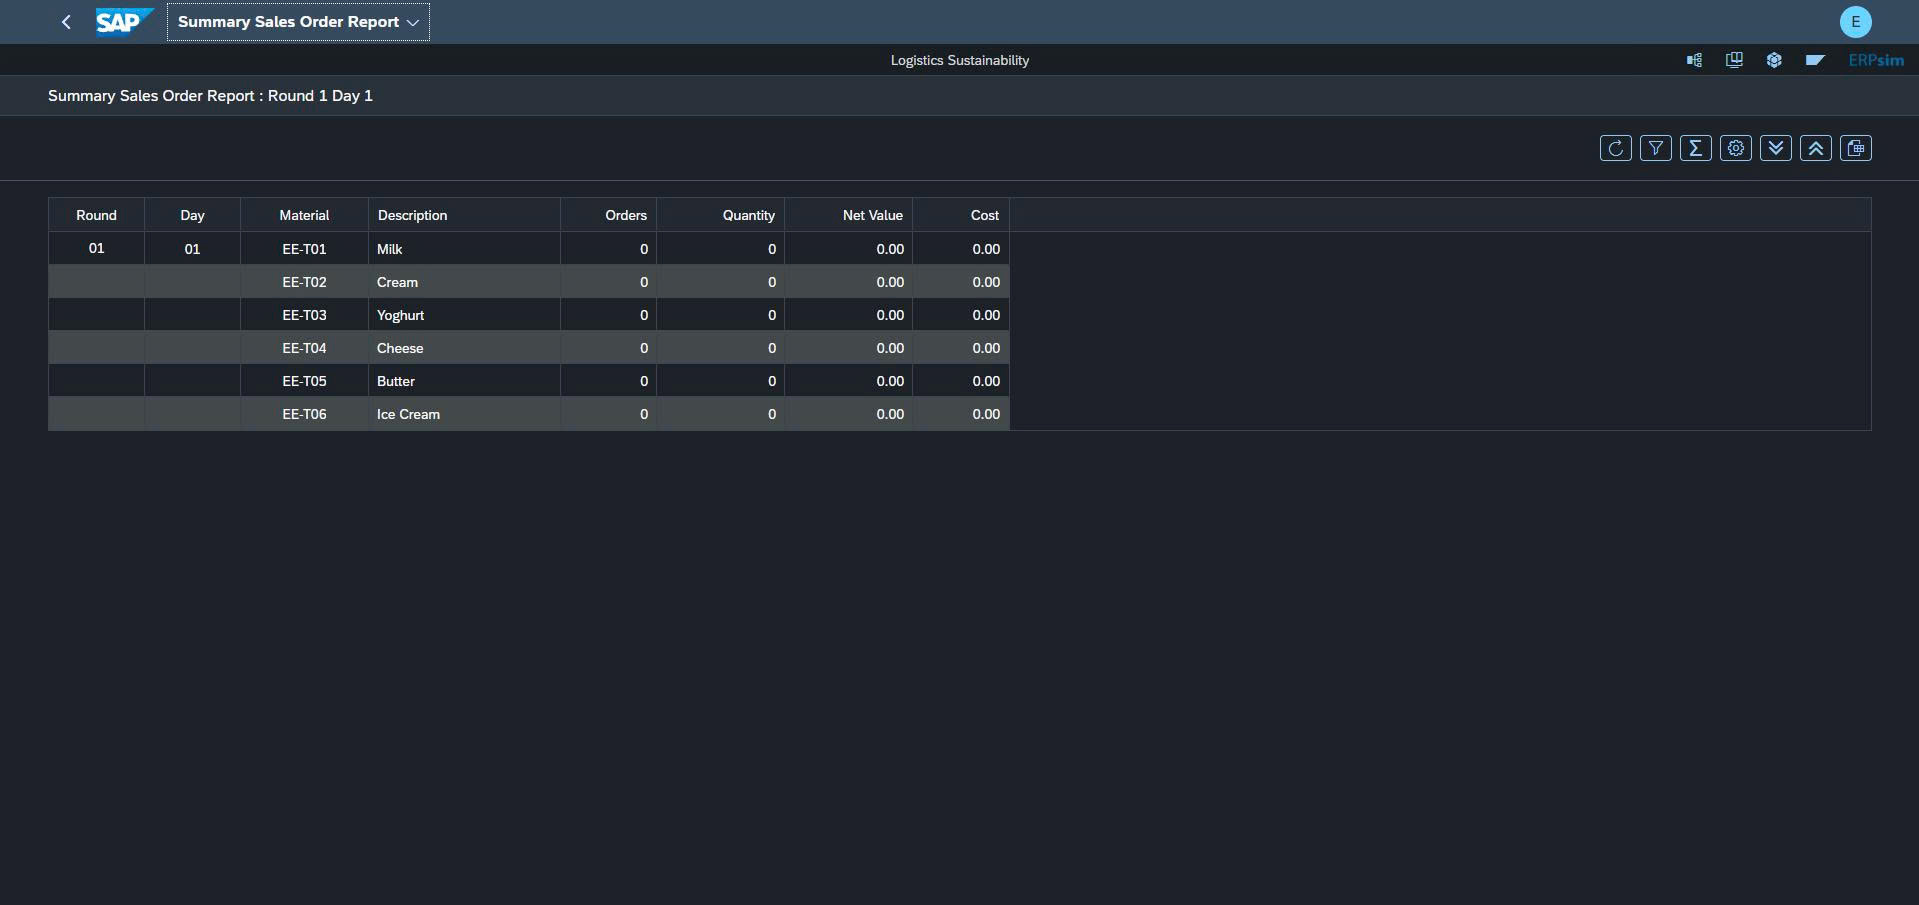 SAP Summary Sales Order Report E
Logistics Sustainability ERPsim
Summary Sales Order Report : Round 1 Day 1
Round Day Material Description Orders Quantity Net Value Cost
01 01 EE-T01 Milk 0 0 0.00 0.00
EE-T02 Cream 0 0 0.00 0.00
EE-T03 Yoghurt 0 0 0.00 0.00
EE-T04 Cheese 0 0 0.00 0.00
EE-T05 Butter 0 0 0.00 0.00
EE-T06 Ice Cream 0 0 0.00 0.00